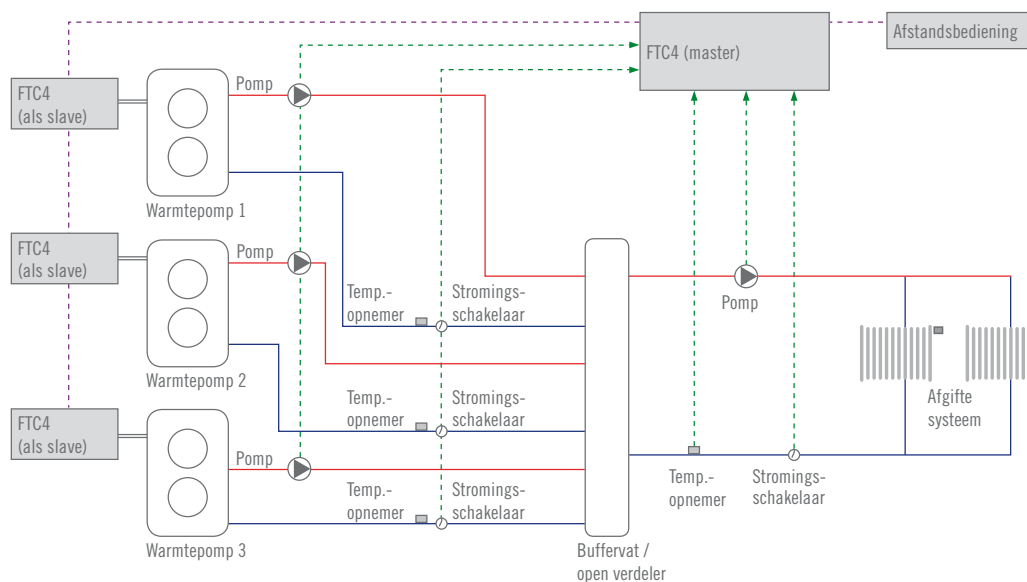 FTC4 (master)
Afstandsbediening
FTC4
(als slave)
Pomp
Warmtepomp 1
FTC4
(als slave)
Pomp
Temp.-
opnemer
Stromings-
schakelaar
Pomp
Warmtepomp 2
Afgifte
systeem
FTC4
(als slave)
Temp.-
opnemer
Stromings-
schakelaar
Pomp
Temp.-
opnemer
Stromings-
schakelaar
Temp.-
opnemer
Stromings-
schakelaar
Warmtepomp 3
Buffervat /
open verdeler